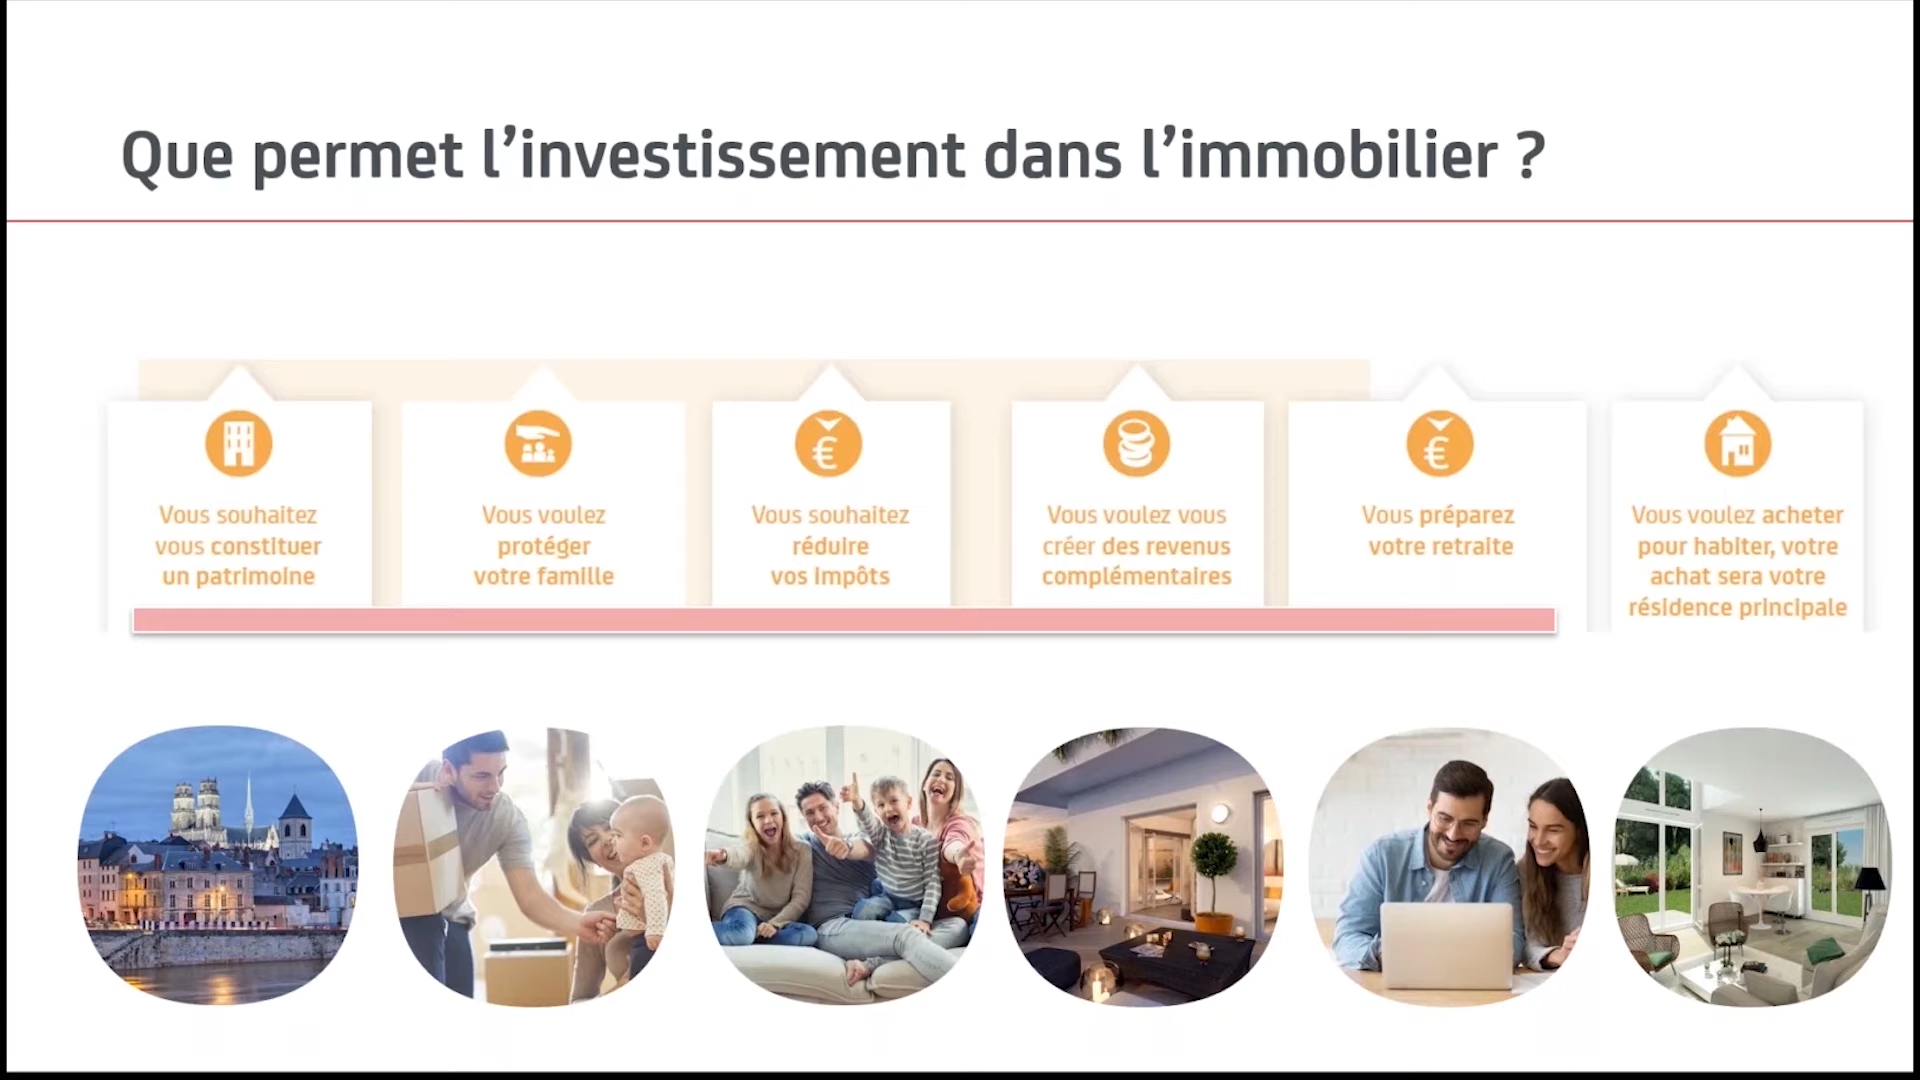 Que permet l’investissement dans l’immobilier ?
Vous souhaitez
vous constituer
un patrimoine
Vous voulez
protéger
votre famille
Vous souhaitez
réduire
vos impôts
Vous voulez vous
créer des revenus
complémentaires
Vous préparez
votre retraite
Vous voulez acheter
pour habiter, votre
achat sera votre
résidence principale